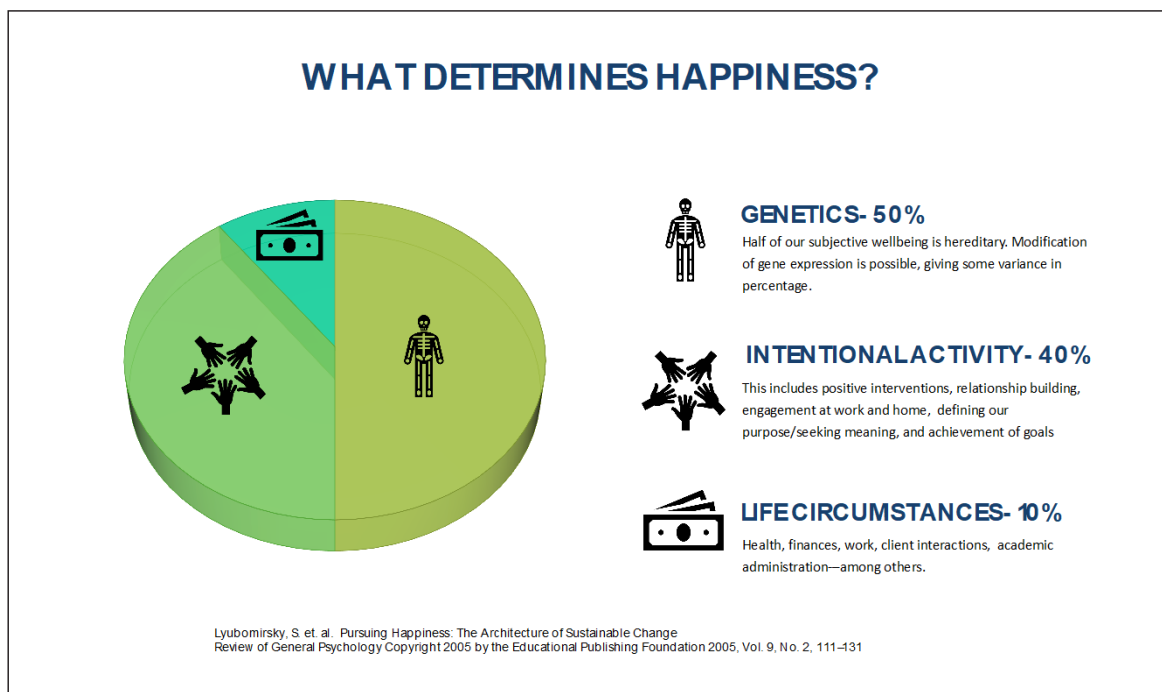 WHAT DETERMINES HAPPINESS?
GENETICS- 50%
Half of our subjective wellbeing is hereditary. Modification
of gene expression is possible, giving some variance in
percentage.
INTENTIONAL ACTIVITY- 40%
This includes positive interventions, relationship building,
engagement at work and home, defining our
purpose/seeking meaning, and achievement of goals
LIFE CIRCUMSTANCES- 10%
Health, finances, work, client interactions, academic
administration—among others.
Lyubomirsky, S. et. al. Pursuing Happiness: The Architecture of Sustainable Change
Review of General Psychology Copyright 2005 by the Educational Publishing Foundation 2005, Vol. 9, No. 2, 111–131